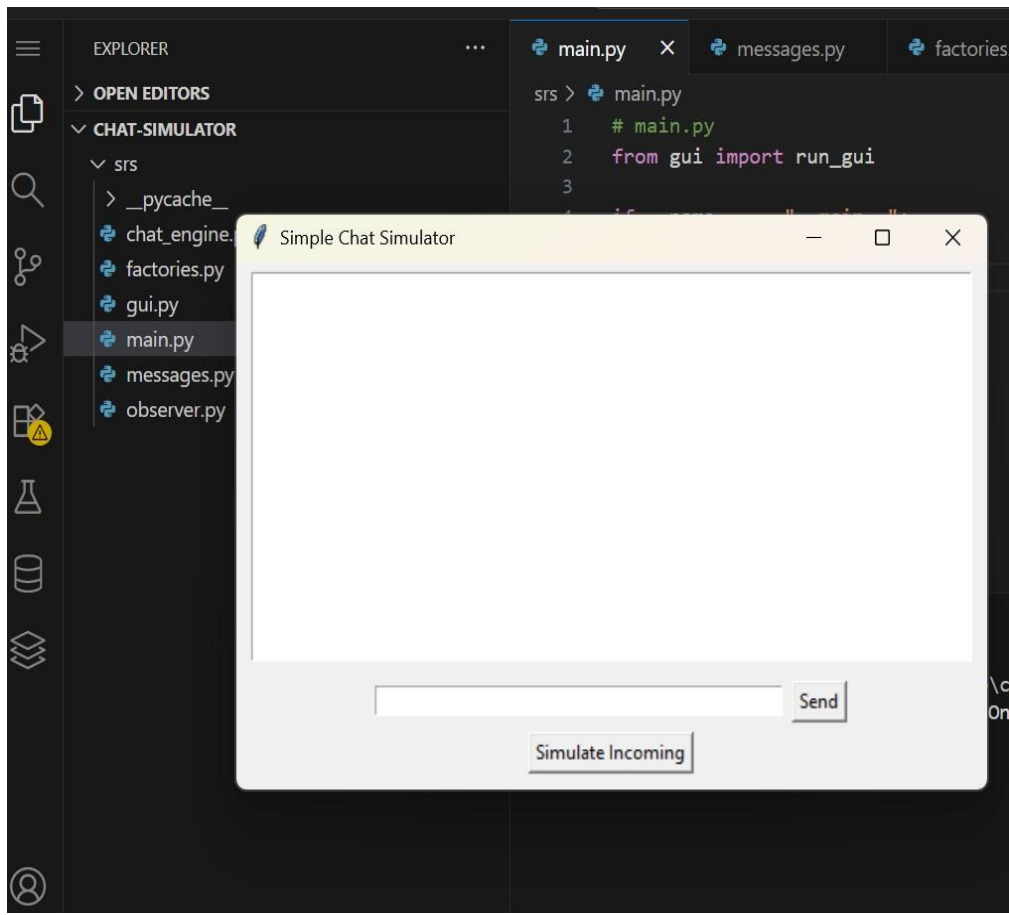 EXPLORER
...
main.py
messages.py
factories
OPEN EDITORS
CHAT-SIMULATOR
srs
__pycache__
chat_engine.
factories.py
gui.py
main.py
messages.py
observer.py
srs > main.py
1 # main.py
2 from gui import run_gui
3
Simple Chat Simulator
Send
Simulate Incoming
\c
On